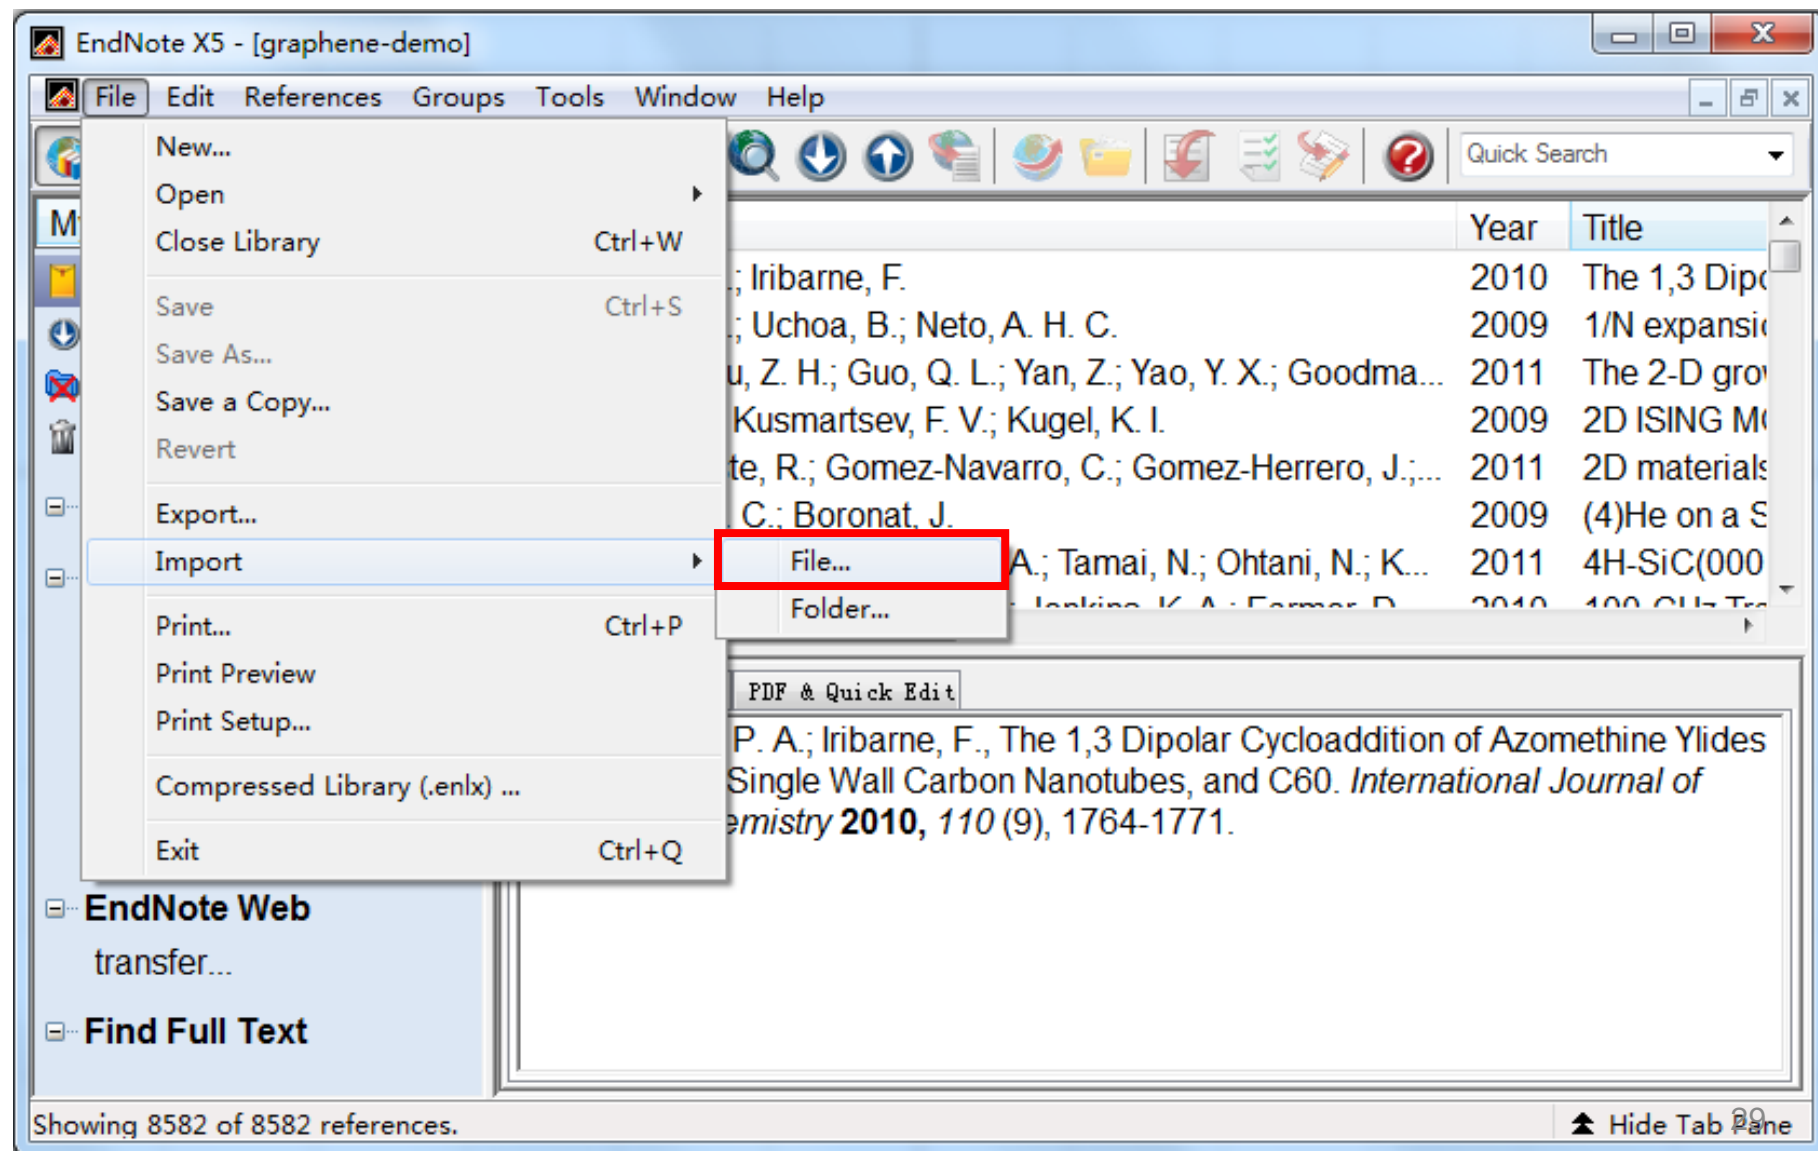 EndNote X5 - [graphene-demo]
File Edit References Groups Tools Window Help
New...
Open
Close Library Ctrl+W
Save Ctrl+S
Save As...
Save a Copy...
Revert
Export...
Import
Print... Ctrl+P
Print Preview
Print Setup...
Compressed Library (.enlx) ...
Exit Ctrl+Q
File...
Folder...
Quick Search
Year Title
; Iribarne, F. 2010 The 1,3
; Uchoa, B.; Neto, A. H. C. 2009 1/N
Z. H.; Guo, Q. L.; Yan, Z.; Yao, Y. X.; Goodma... 2011 The 2-D
Kusmartsev, F. V.; Kugel, K. I. 2009 2D ISING
R.; Gomez-Navarro, C.; Gomez-Herrero, J.;... 2011 2D materials
C.; Boronat, J. 2009 (4)He on a
A.; Tamai, N.; Ohtani, N.; K... 2011 4H-SiC(000
PDF & Quick Edit
P. A.; Iribarne, F., The 1,3 Dipolar Cycloaddition of Azomethine Ylides
Single Wall Carbon Nanotubes, and C60. International Journal of
emistry 2010, 110 (9), 1764-1771.
EndNote Web
transfer...
Find Full Text
Showing 8582 of 8582 references.
Hide Tab Pane
29